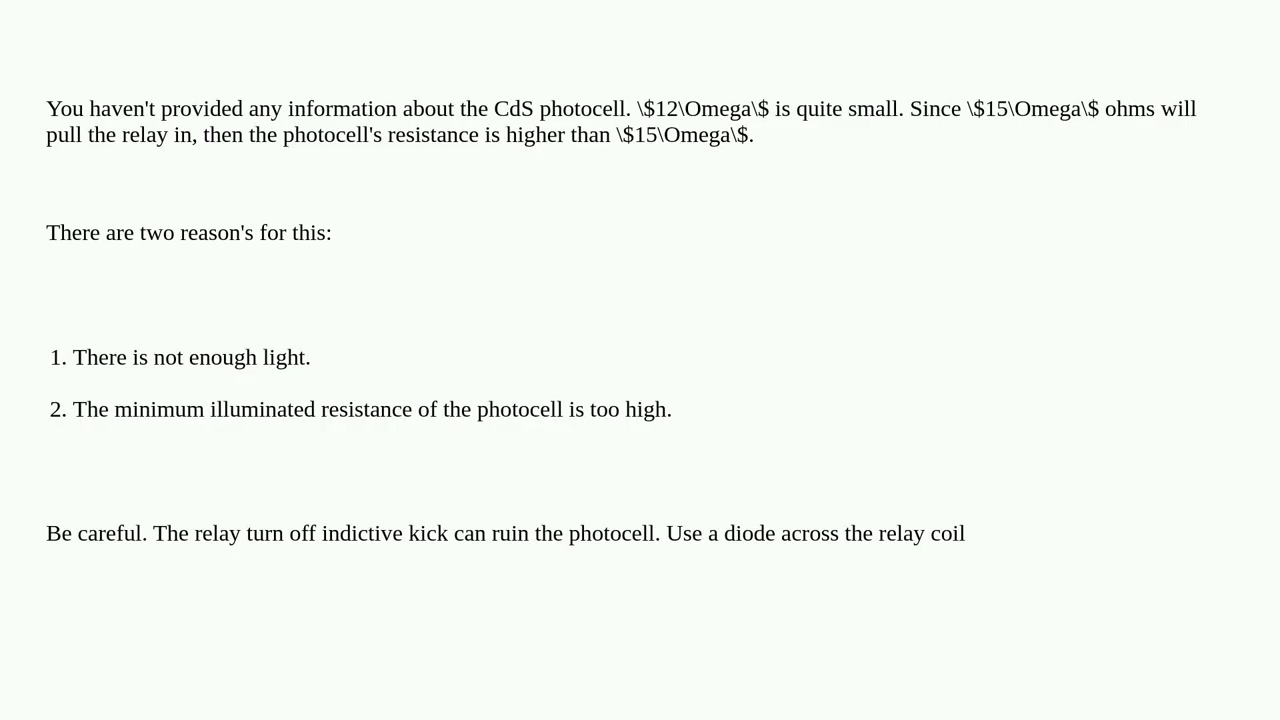 You haven't provided any information about the CdS photocell. \$12\Omega\$ is quite small. Since \$15\Omega\$ ohms will
pull the relay in, then the photocell's resistance is higher than \$15\Omega\$.
There are two reason's for this:
1. There is not enough light.
2. The minimum illuminated resistance of the photocell is too high.
Be careful. The relay turn off indictive kick can ruin the photocell. Use a diode across the relay coil